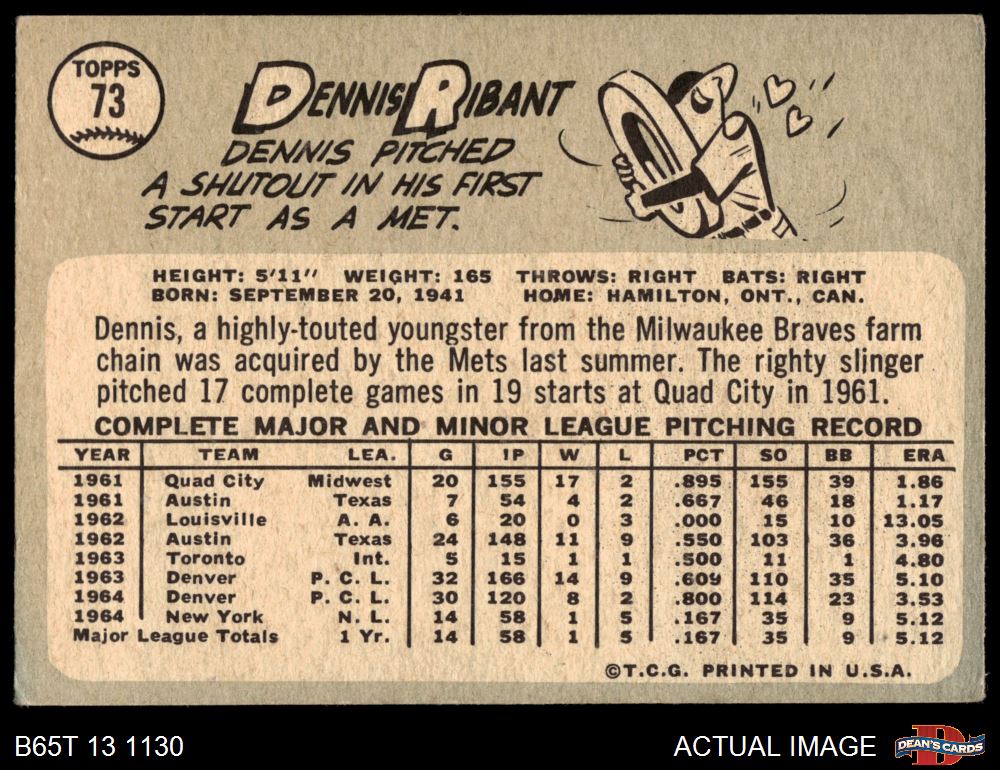 TOPPS
73
DENNIS RIBANT
DENNIS PITCHED
A SHUTOUT IN HIS FIRST
START AS A MET.
HEIGHT: 5'11" WEIGHT: 165 THROWS: RIGHT BATS: RIGHT
BORN: SEPTEMBER 20, 1941 HOME: HAMILTON, ONT., CAN.
Dennis, a highly-touted youngster from the Milwaukee Braves farm
chain was acquired by the Mets last summer. The righty slinger
pitched 17 complete games in 19 starts at Quad City in 1961.
COMPLETE MAJOR AND MINOR LEAGUE PITCHING RECORD
YEAR TEAM LEA. G IP W L PCT SO BB ERA
1961 Quad City Midwest 20 155 17 2 .895 155 39 1.86
1961 Austin Texas 7 54 4 2 .667 46 18 1.17
1962 Louisville A. A. 6 20 0 3 .000 15 10 13.05
1962 Austin Texas 24 148 11 9 .550 103 36 3.96
1963 Toronto Int. 5 15 1 1 .500 11 1 4.80
1963 Denver P. C. L. 32 166 14 9 .609 110 35 5.10
1964 Denver P. C. L. 30 120 8 2 .800 114 23 3.53
1964 New York N. L. 14 58 1 5 .167 35 9 5.12
Major League Totals 1 Yr. 14 58 1 5 .167 35 9 5.12
©T.C.G. PRINTED IN U.S.A.
B65T 13 1130 ACTUAL IMAGE
D
DEAN'S CARDS